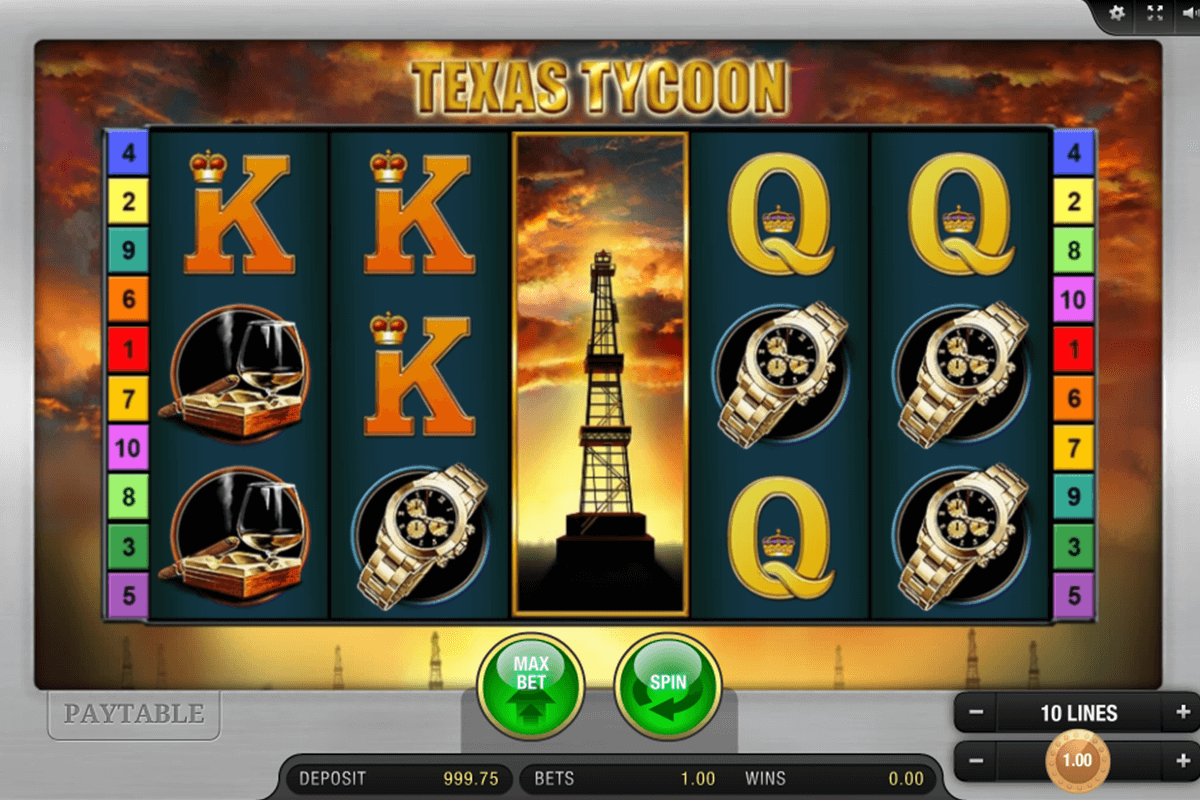 TEXAS TYCOON
4 K K Q Q 4
2 2
9 8
6 10
1 K 1
7 6
10 7
8 9
3 Q 3
5 5
MAX BET
SPIN
PAYTABLE
− 10 LINES +
− 1.00 +
DEPOSIT 999.75 BETS 1.00 WINS 0.00